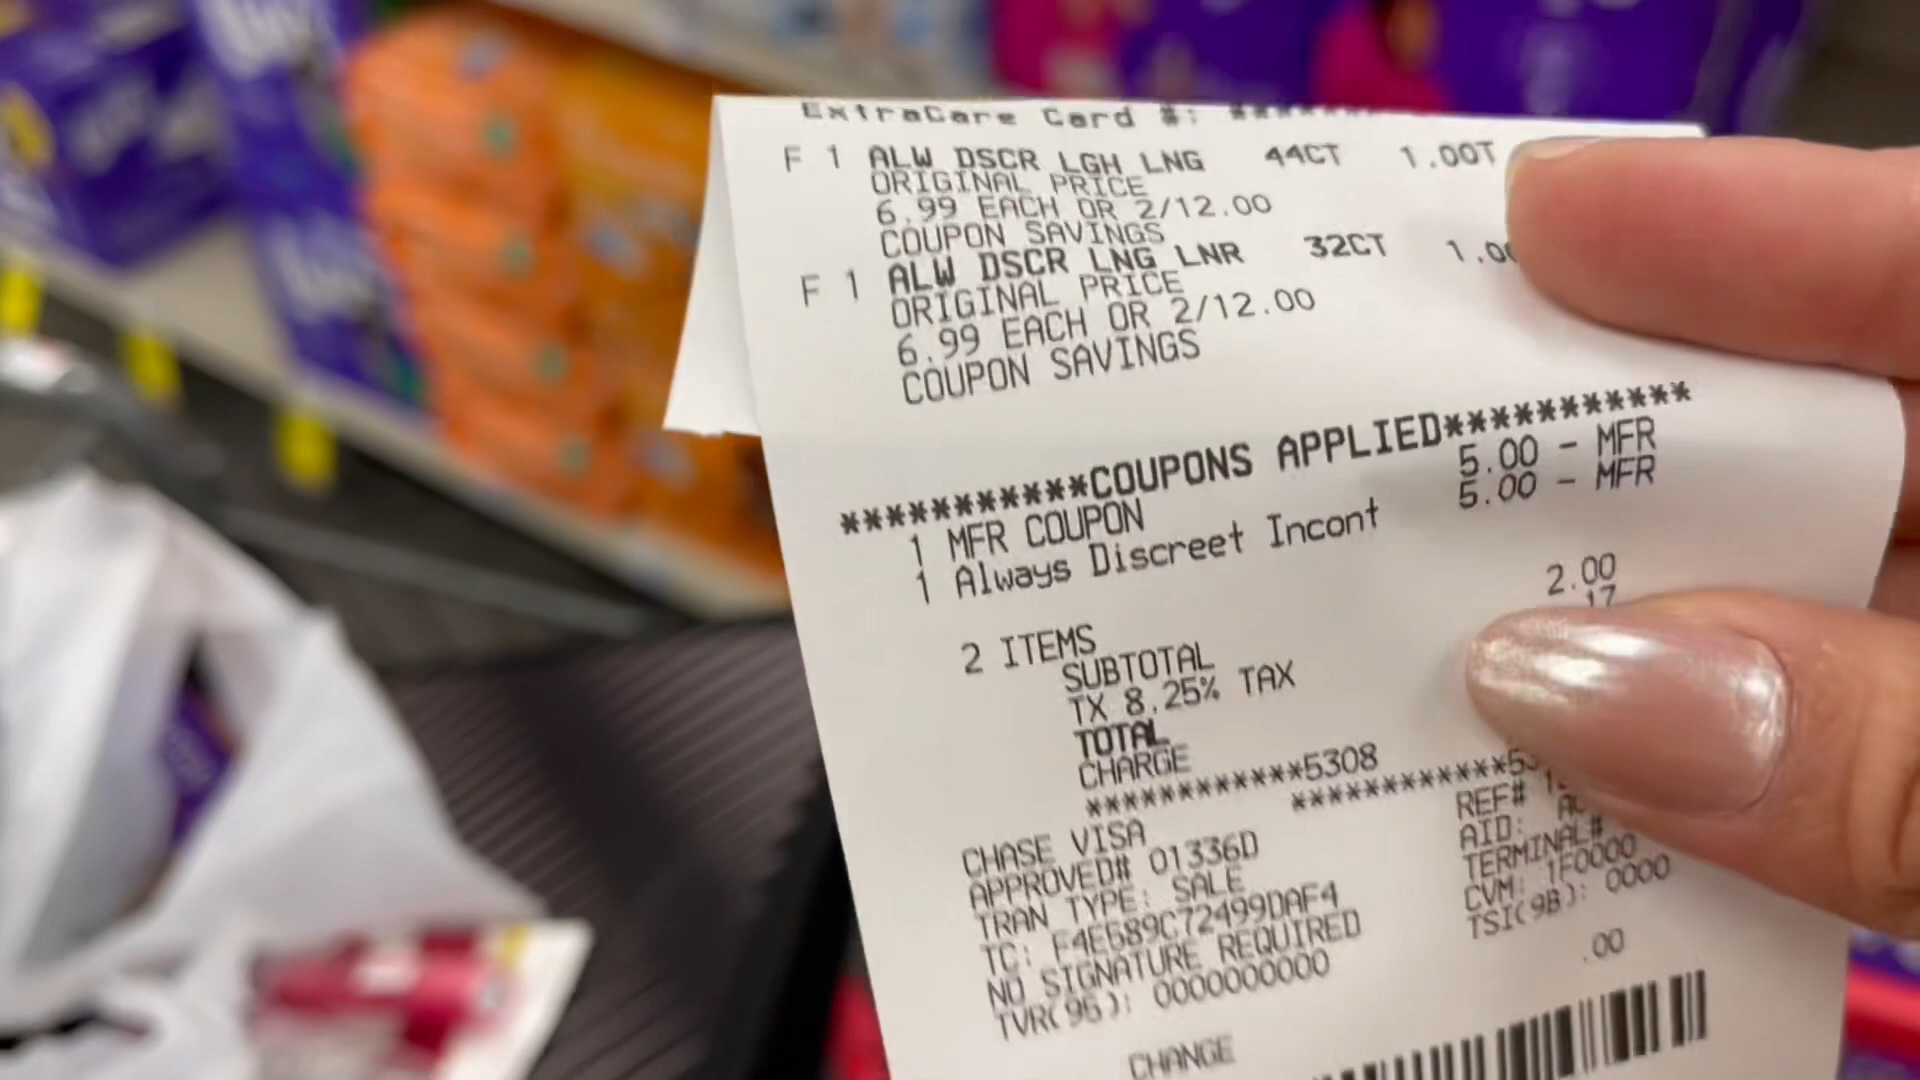 ExtraCare Card #: *******
F 1 ALW DSCR LGH LNG 44CT 1.00T
ORIGINAL PRICE
6.99 EACH OR 2/12.00
COUPON SAVINGS
F 1 ALW DSCR LNG LNR 32CT 1.00
ORIGINAL PRICE
6.99 EACH OR 2/12.00
COUPON SAVINGS
***********COUPONS APPLIED***********
1 MFR COUPON 5.00 - MFR
1 Always Discreet Incont 5.00 - MFR
2 ITEMS
SUBTOTAL 2.00
TX 8.25% TAX .17
TOTAL
CHARGE
************5308
CHASE VISA
APPROVED# 01336D REF#
TRAN TYPE: SALE AID:
TC: F4E689C72499DAF4 TERMINAL#
NO SIGNATURE REQUIRED CVM: 1F0000
TVR(95): 0000000000 TSI(9B): 0000
CHANGE .00